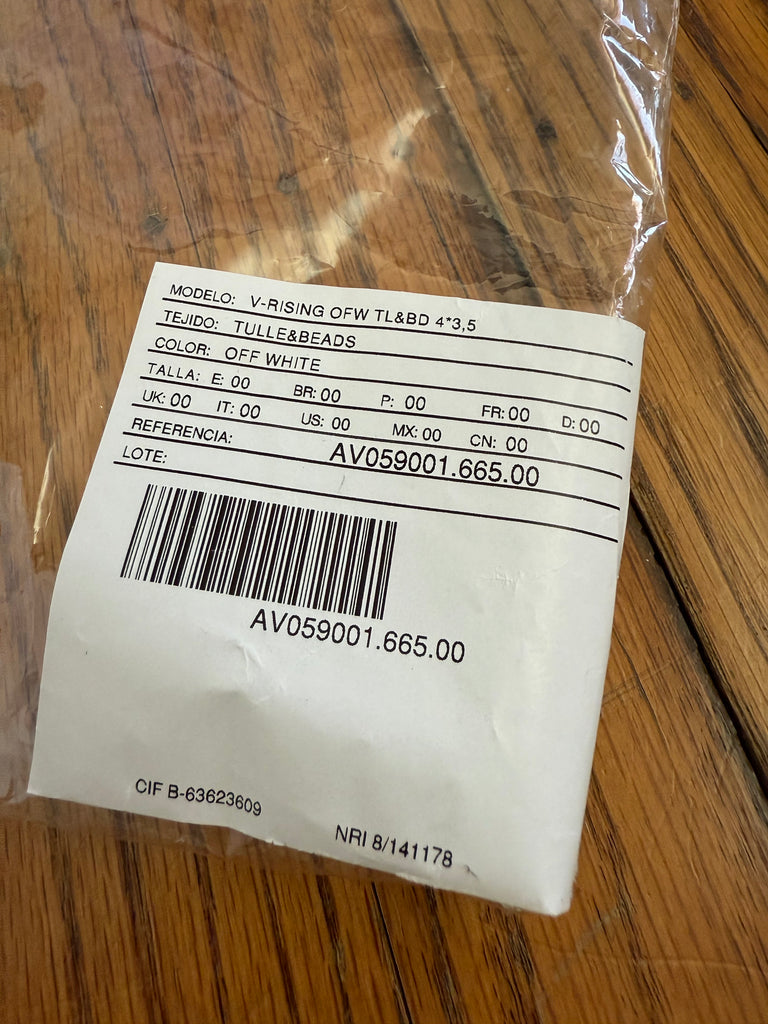 MODELO: V-RISING OFW TL&BD 4*3,5
TEJIDO: TULLE&BEADS
COLOR: OFF WHITE
TALLA: E: 00 BR: 00 P: 00 FR: 00 D: 00
UK: 00 IT: 00 US: 00 MX: 00 CN: 00
REFERENCIA: AV059001.665.00
LOTE:
AV059001.665.00
CIF B-63623609
NRI 8/141178